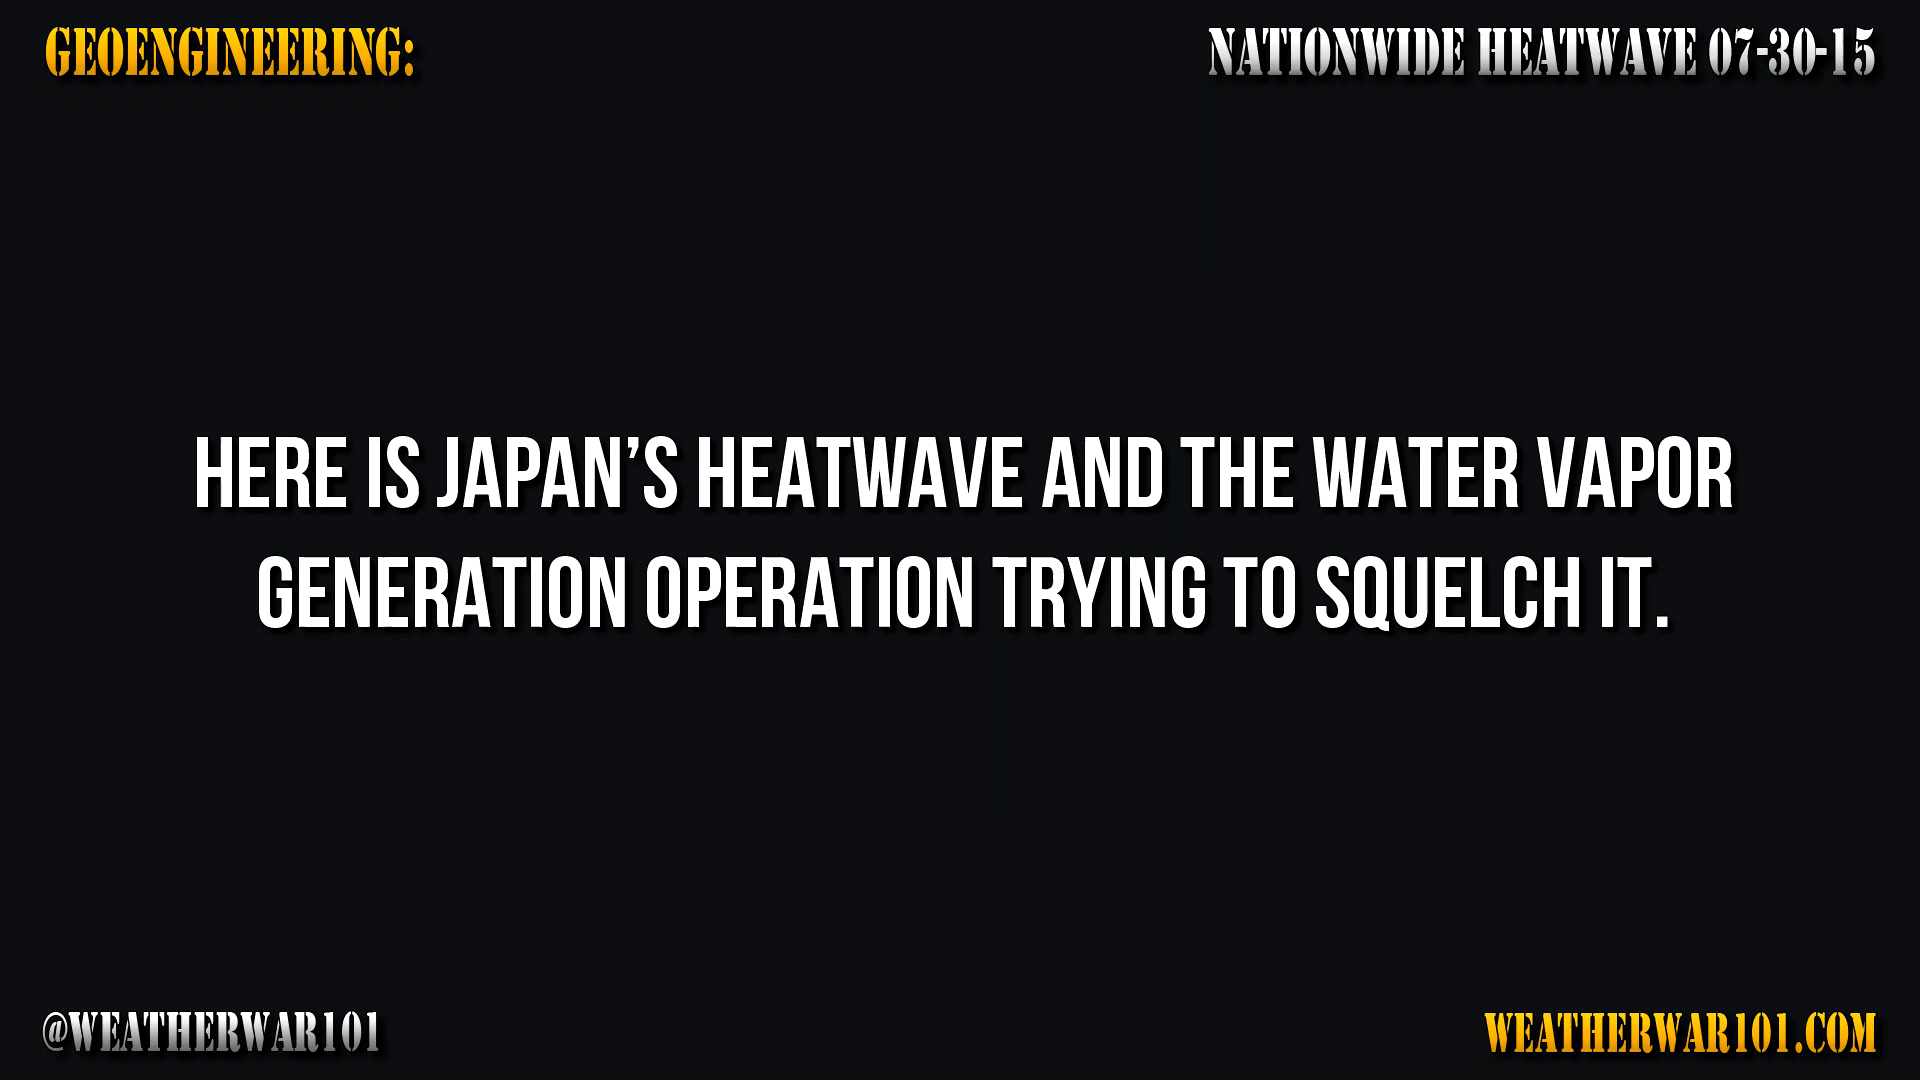 GEOENGINEERING:
NATIONWIDE HEATWAVE 07-30-15
HERE IS JAPAN’S HEATWAVE AND THE WATER VAPOR
GENERATION OPERATION TRYING TO SQUELCH IT.
@WEATHERWAR101
WEATHERWAR101.COM